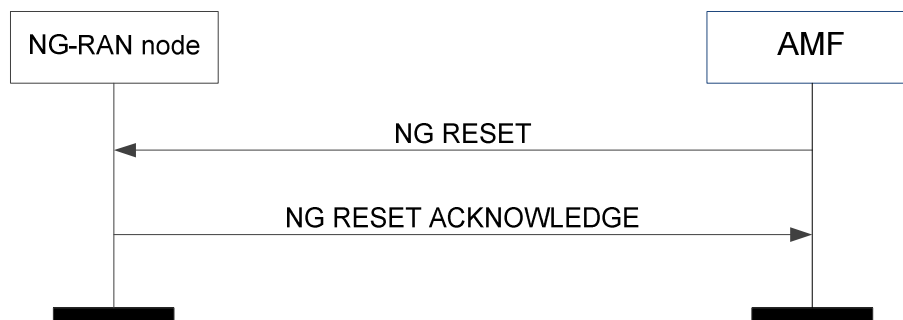 NG-RAN node
AMF
NG RESET
NG RESET ACKNOWLEDGE